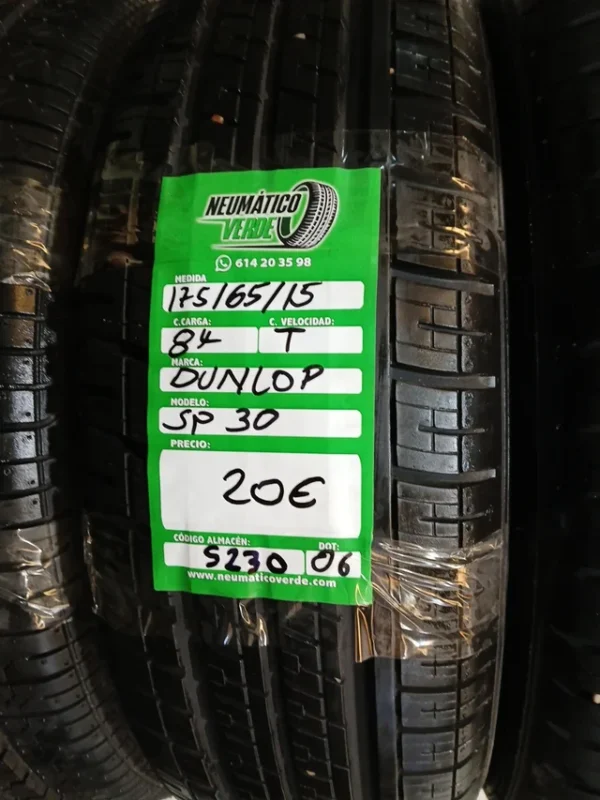 NEUMÁTICO
VERDE
614 20 35 98
MEDIDA
175/65/15
C.CARGA: C. VELOCIDAD:
84 T
MARCA:
DUNLOP
MODELO:
SP 30
PRECIO:
20€
CÓDIGO ALMACÉN: DOT:
S230 06
www.neumaticoverde.com